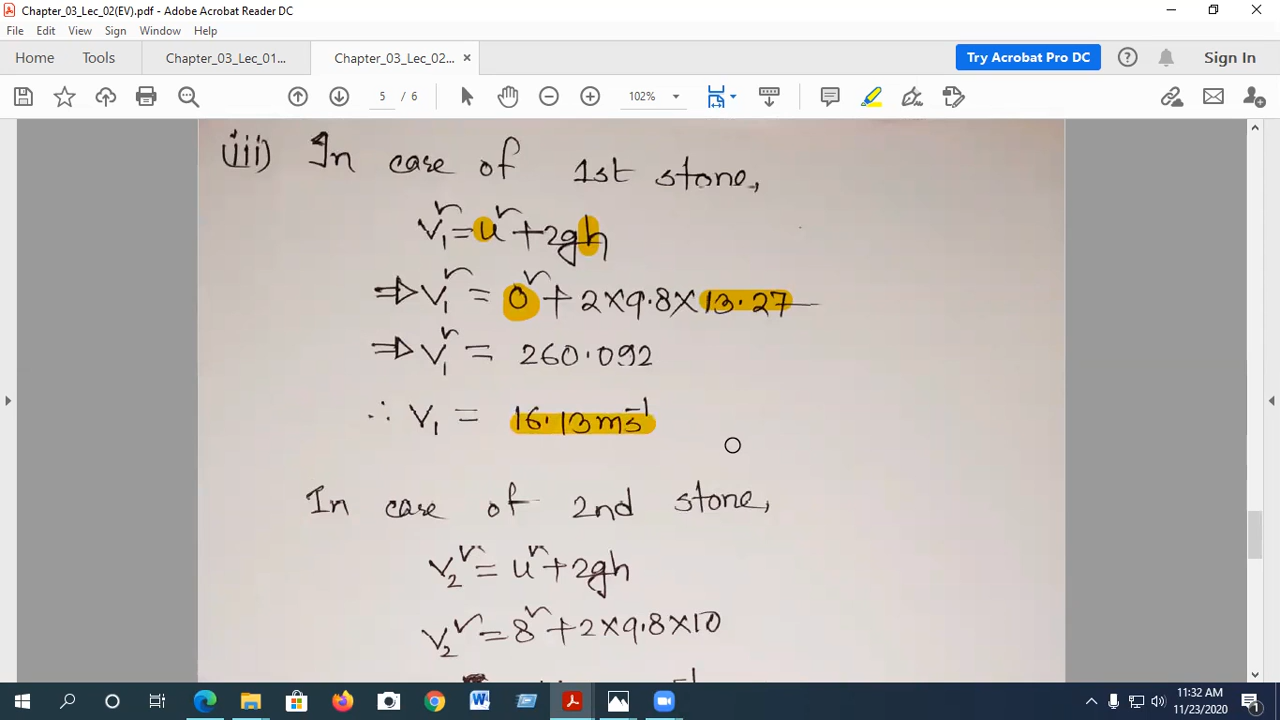 Chapter_03_Lec_02(EV).pdf - Adobe Acrobat Reader DC
File Edit View Sign Window Help
Home Tools Chapter_03_Lec_01... Chapter_03_Lec_02... × Try Acrobat Pro DC Sign In
5 / 6 102%
iii) In case of 1st stone,
V₁² = u² + 2gh
⇒ V₁² = 0² + 2×9.8×13.27
⇒ V₁² = 260.092
∴ V₁ = 16.13 ms⁻¹
In case of 2nd stone,
V₂² = u² + 2gh
V₂² = 8² + 2×9.8×10
11:32 AM
11/23/2020